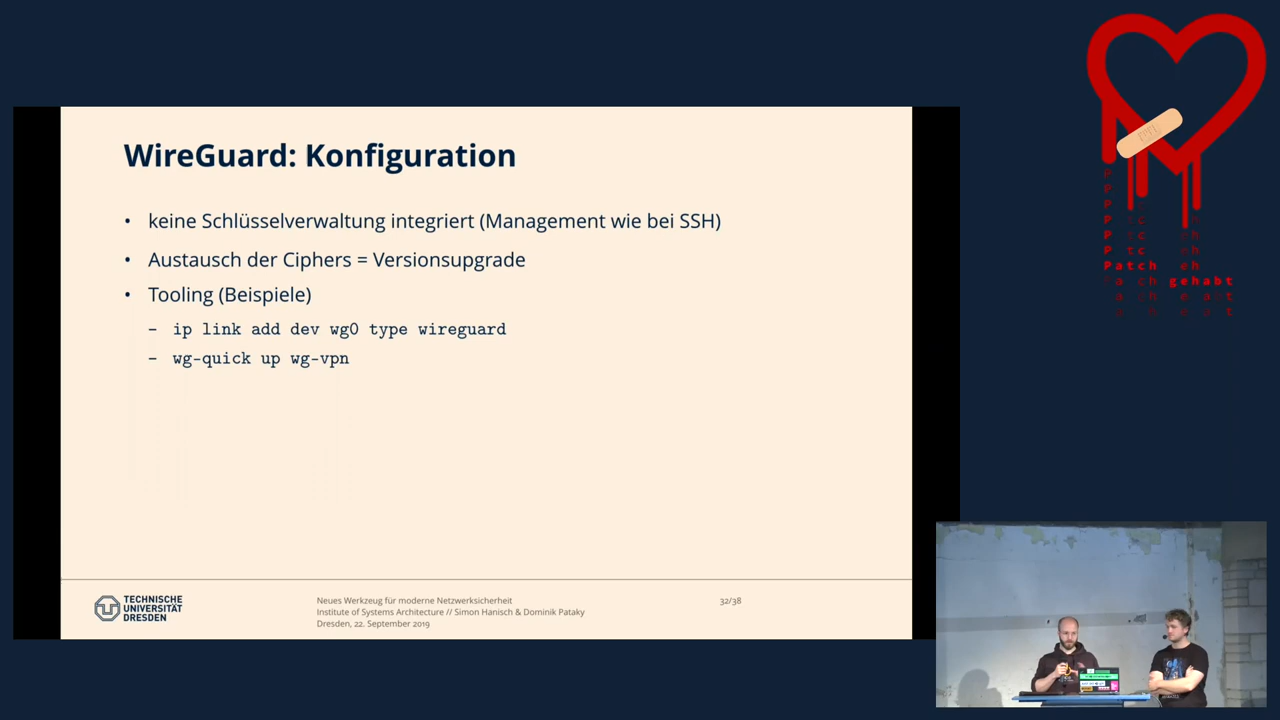 WireGuard: Konfiguration
• keine Schlüsselverwaltung integriert (Management wie bei SSH)
• Austausch der Ciphers = Versionsupgrade
• Tooling (Beispiele)
– ip link add dev wg0 type wireguard
– wg-quick up wg-vpn
TECHNISCHE
UNIVERSITÄT
DRESDEN
Neues Werkzeug für moderne Netzwerksicherheit
Institute of Systems Architecture // Simon Hanisch & Dominik Pataky
Dresden, 22. September 2019
32/38
Patch
gehabt